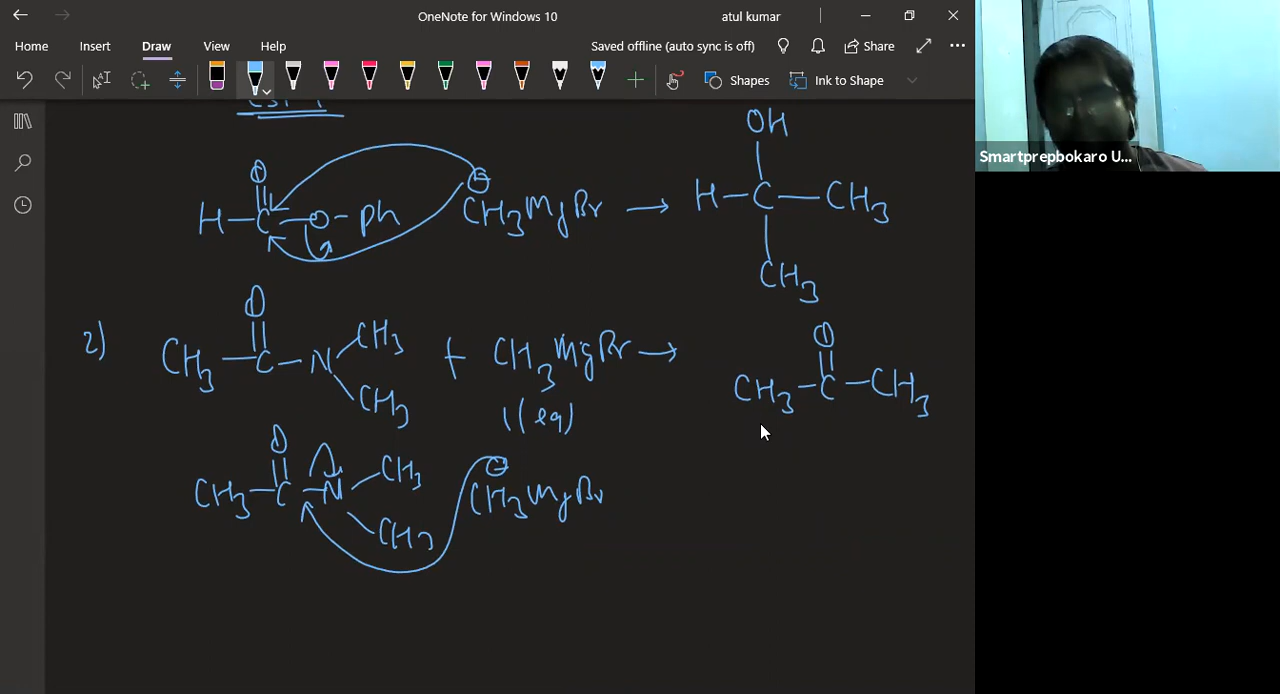 OneNote for Windows 10
atul kumar
Home Insert Draw View Help
Saved offline (auto sync is off)
Share
Shapes
Ink to Shape
Smartprepbokaro U...
OH
O
H-C-O-Ph
⊖
CH3MgBr → H-C-CH3
CH3
2)
O
CH3-C-N
CH3
CH3
+ CH3MgBr →
1(eq)
O
CH3-C-CH3
O
CH3-C-N
CH3
CH3
⊖
CH3MgBr